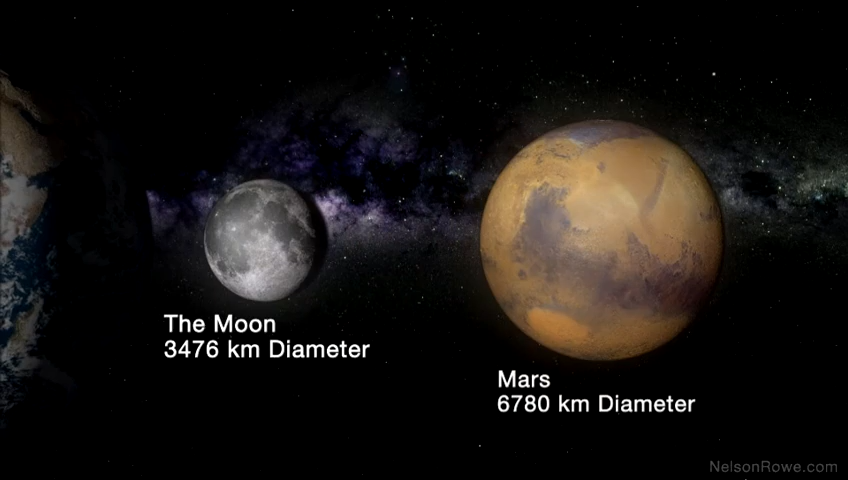 The Moon
3476 km Diameter
Mars
6780 km Diameter
NelsonRowe.com